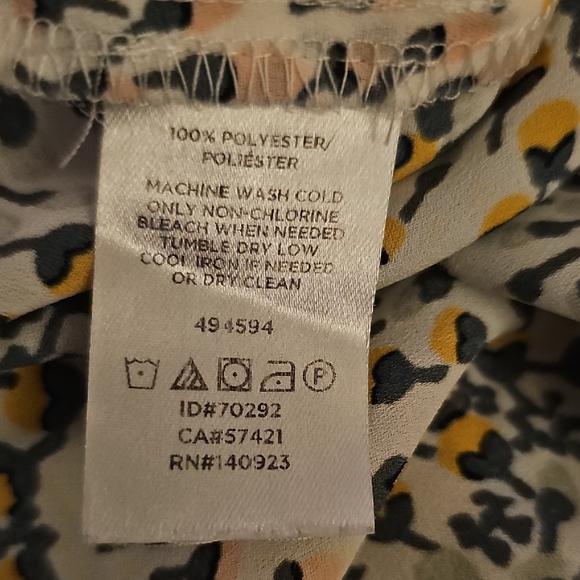 100% POLYESTER/
POLIÉSTER
MACHINE WASH COLD
ONLY NON-CHLORINE
BLEACH WHEN NEEDED
TUMBLE DRY LOW
COOL IRON IF NEEDED
OR DRY CLEAN
494594
P
ID#70292
CA#57421
RN#140923